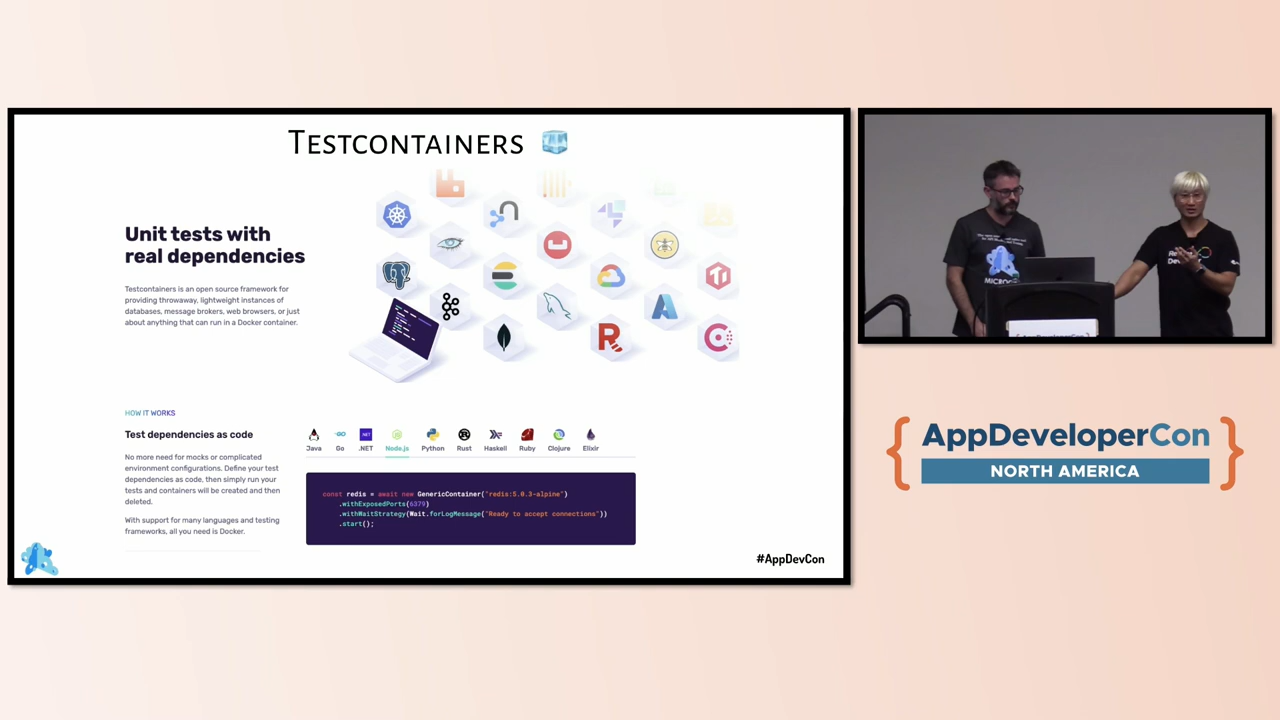 TESTCONTAINERS
Unit tests with
real dependencies
Testcontainers is an open source framework for
providing throwaway, lightweight instances of
databases, message brokers, web browsers, or just
about anything that can run in a Docker container.
HOW IT WORKS
Test dependencies as code
No more need for mocks or complicated
environment configurations. Define your test
dependencies as code, then simply run your
tests and containers will be created and then
deleted.
With support for many languages and testing
frameworks, all you need is Docker.
Java Go .NET Node.js Python Rust Haskell Ruby Clojure Elixir
const redis = await new GenericContainer("redis:5.0.3-alpine")
.withExposedPorts(6379)
.withWaitStrategy(Wait.forLogMessage("Ready to accept connections"))
.start();
#AppDevCon
{ AppDeveloperCon }
NORTH AMERICA